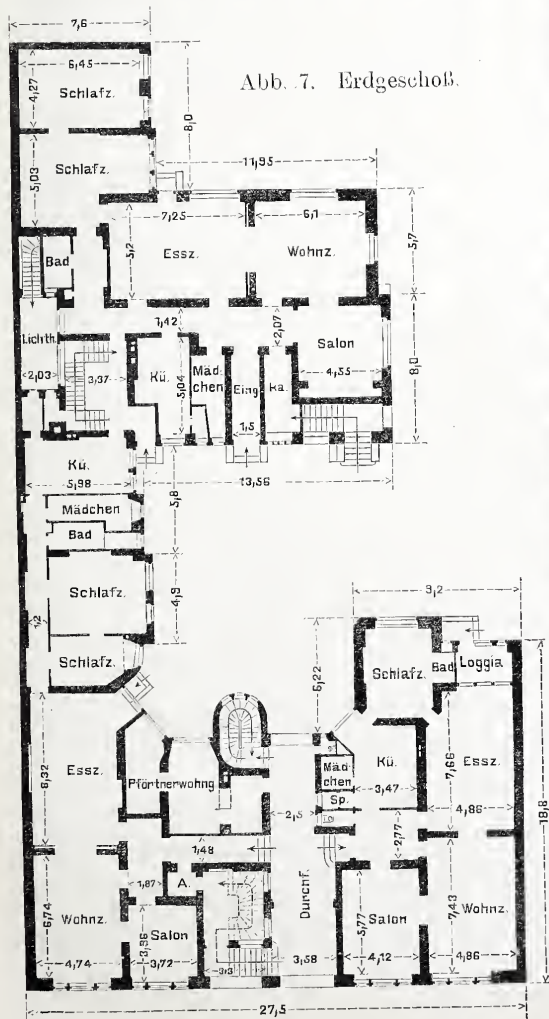 7,6
6,45
Abb. 7. Erdgeschoß.
4,27
Schlafz.
8,0
11,95
5,03
Schlafz.
7,25
6,1
5,2
5,7
Essz.
Wohnz.
Bad
1,42
2,07
Salon
8,0
Lichth.
2,03
3,37
Kü.
5,04
Mäd-
chen
Eing.
Ka.
4,55
1,5
Kü.
5,98
13,56
Mädchen
5,8
Bad
Schlafz.
4,9
9,2
1,2
Schlafz.
6,22
Schlafz.
Bad
Loggia
Essz.
6,32
Pförtnerwohng
Mäd-
chen
Kü.
3,47
7,66
Essz.
4,86
Sp.
2,5
18,8
1,48
2,77
1,87
A.
Durchf.
Wohnz.
6,74
3,96
Salon
5,77
Salon
7,43
Wohnz.
4,74
3,72
3,3
3,58
4,12
4,86
27,5